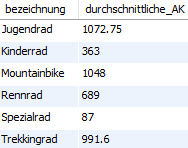 bezeichnung durchschnittliche_AK
Jugendrad 1072.75
Kinderrad 363
Mountainbike 1048
Rennrad 689
Spezialrad 87
Trekkingrad 991.6